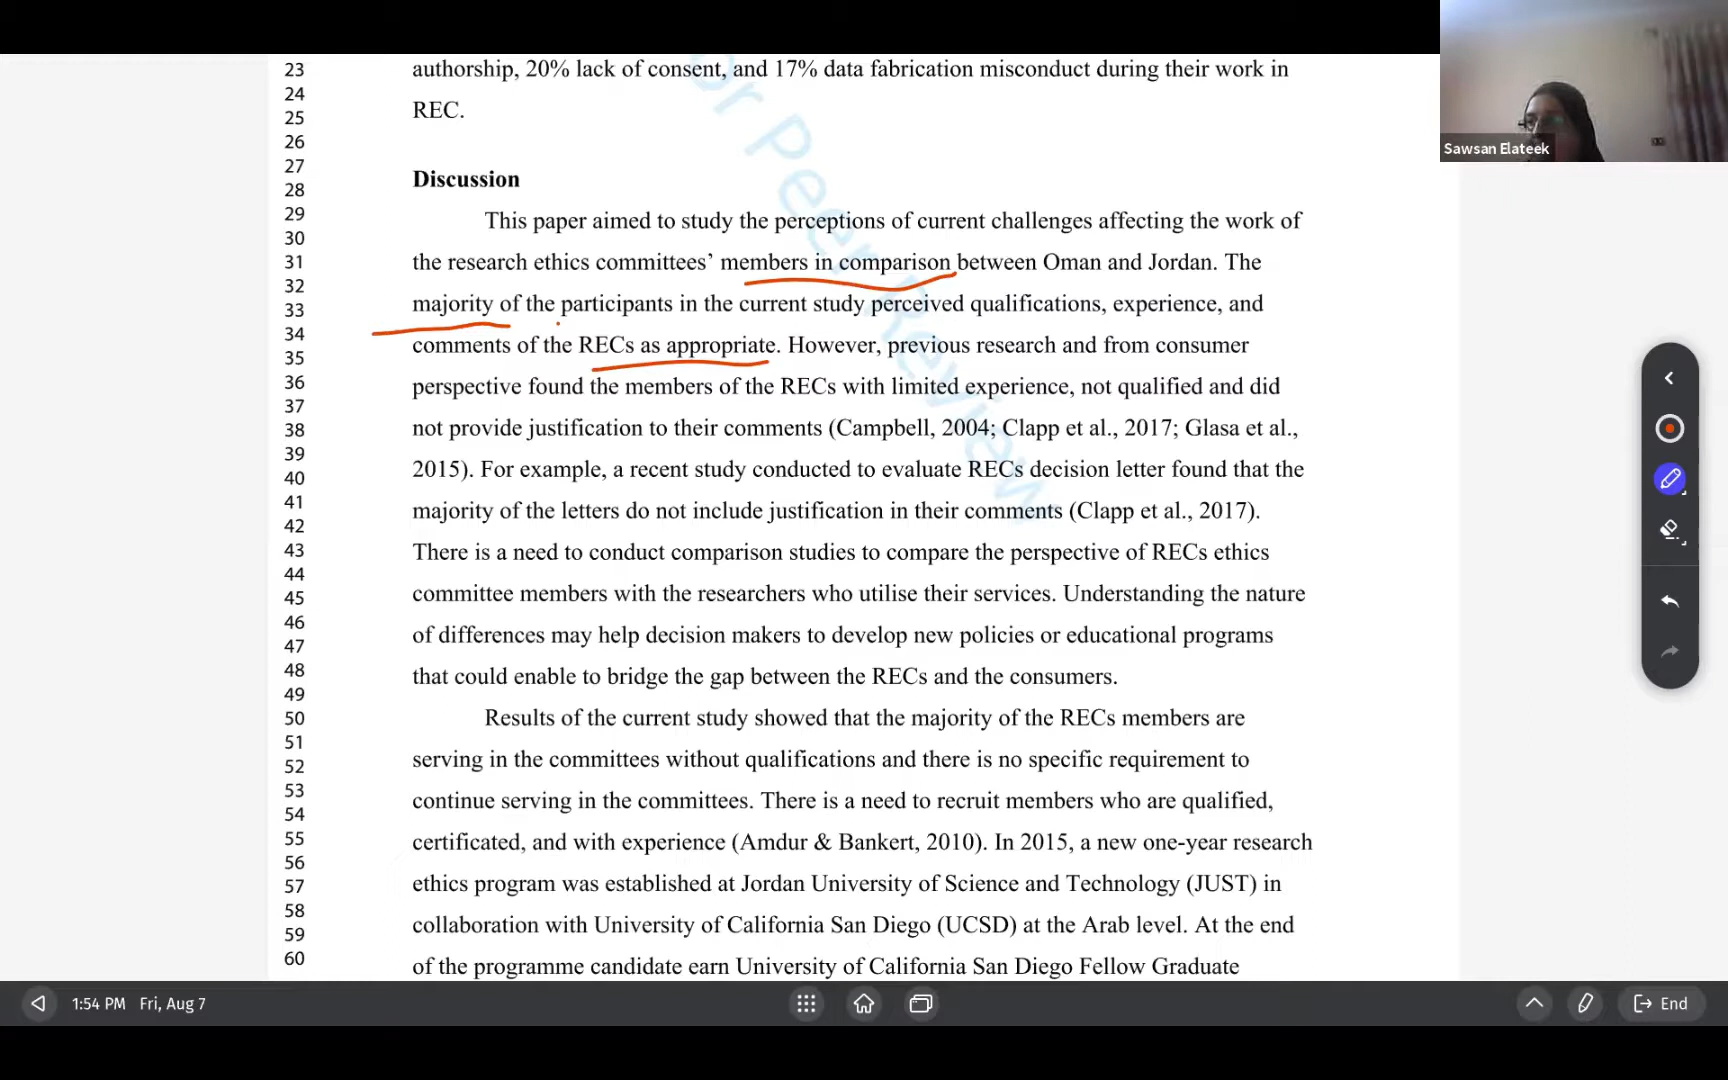 23
24
25
26
27
28
29
30
31
32
33
34
35
36
37
38
39
40
41
42
43
44
45
46
47
48
49
50
51
52
53
54
55
56
57
58
59
60
authorship, 20% lack of consent, and 17% data fabrication misconduct during their work in
REC.
Discussion
This paper aimed to study the perceptions of current challenges affecting the work of
the research ethics committees’ members in comparison between Oman and Jordan. The
majority of the participants in the current study perceived qualifications, experience, and
comments of the RECs as appropriate. However, previous research and from consumer
perspective found the members of the RECs with limited experience, not qualified and did
not provide justification to their comments (Campbell, 2004; Clapp et al., 2017; Glasa et al.,
2015). For example, a recent study conducted to evaluate RECs decision letter found that the
majority of the letters do not include justification in their comments (Clapp et al., 2017).
There is a need to conduct comparison studies to compare the perspective of RECs ethics
committee members with the researchers who utilise their services. Understanding the nature
of differences may help decision makers to develop new policies or educational programs
that could enable to bridge the gap between the RECs and the consumers.
Results of the current study showed that the majority of the RECs members are
serving in the committees without qualifications and there is no specific requirement to
continue serving in the committees. There is a need to recruit members who are qualified,
certificated, and with experience (Amdur & Bankert, 2010). In 2015, a new one-year research
ethics program was established at Jordan University of Science and Technology (JUST) in
collaboration with University of California San Diego (UCSD) at the Arab level. At the end
of the programme candidate earn University of California San Diego Fellow Graduate
or Peer Review
Sawsan Elateek
1:54 PM Fri, Aug 7
End